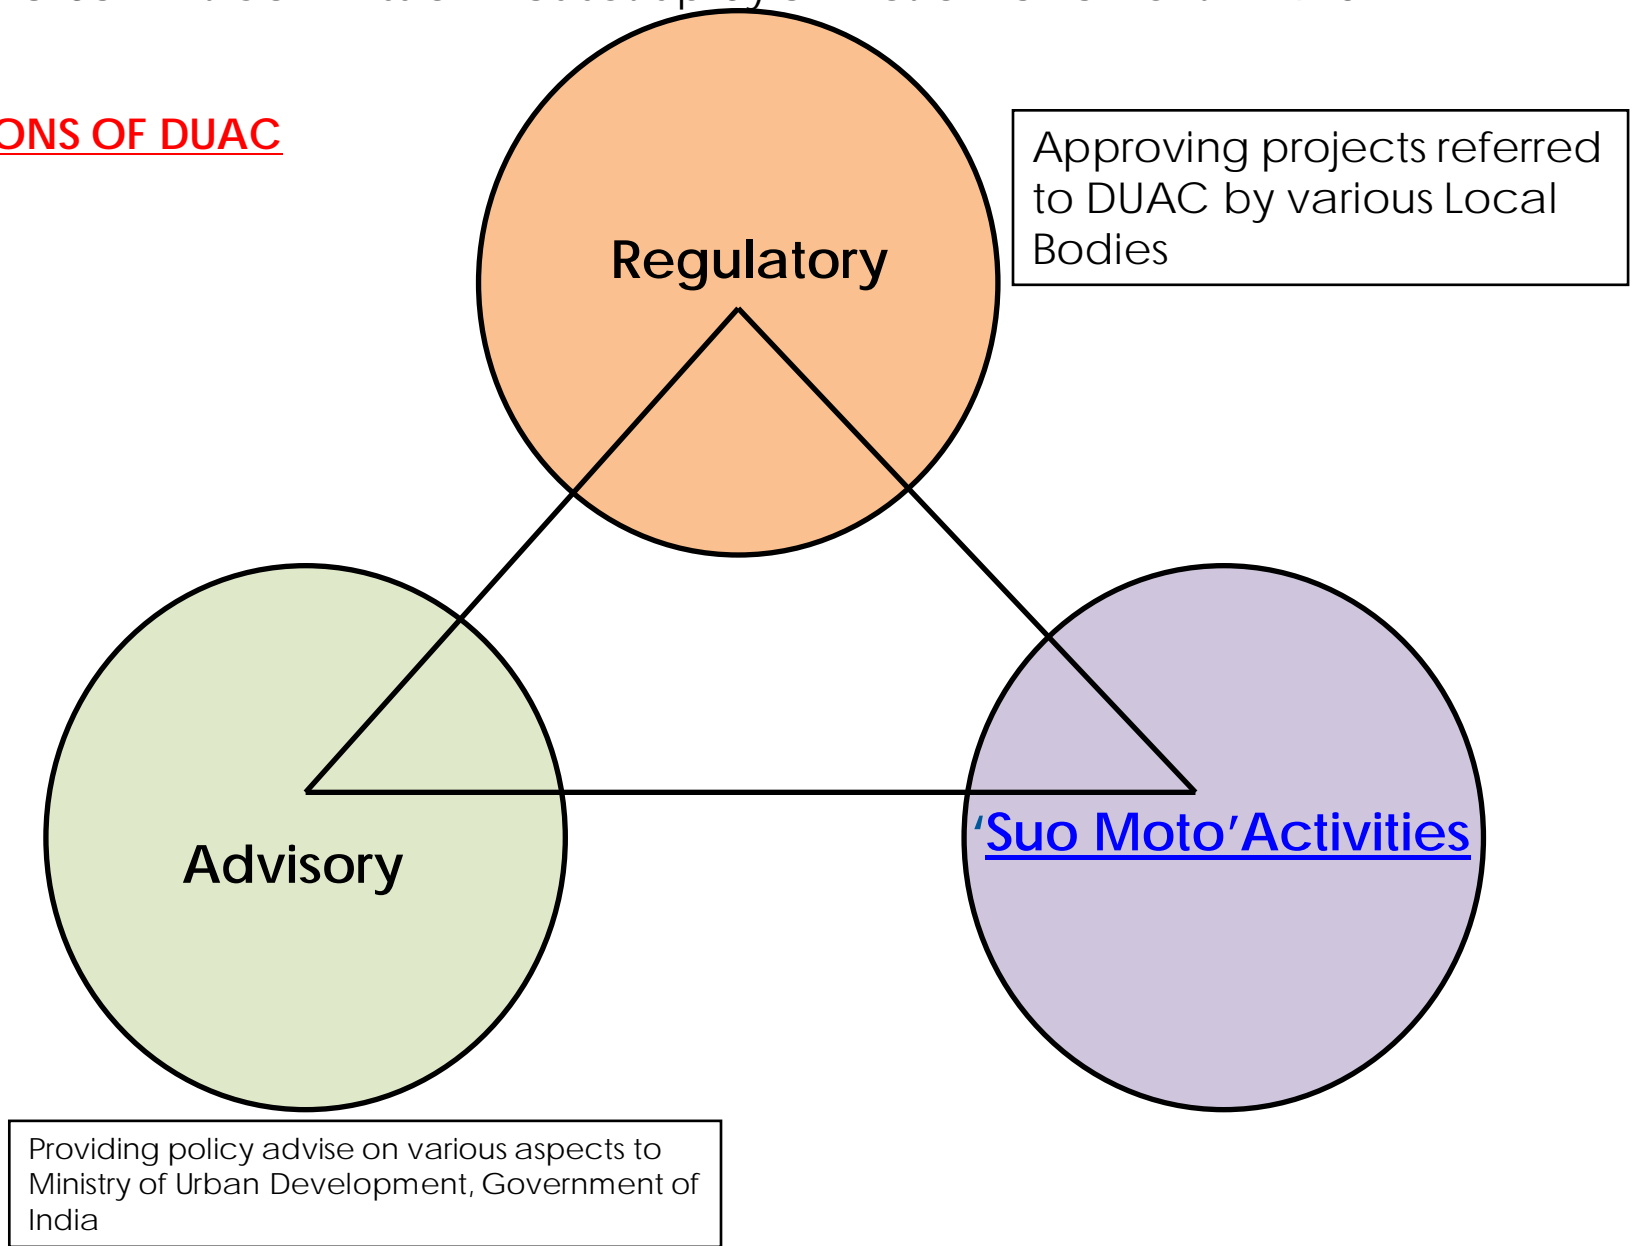 ONS OF DUAC
Approving projects referred
to DUAC by various Local
Bodies
Regulatory
Advisory
‘Suo Moto’Activities
Providing policy advise on various aspects to
Ministry of Urban Development, Government of
India